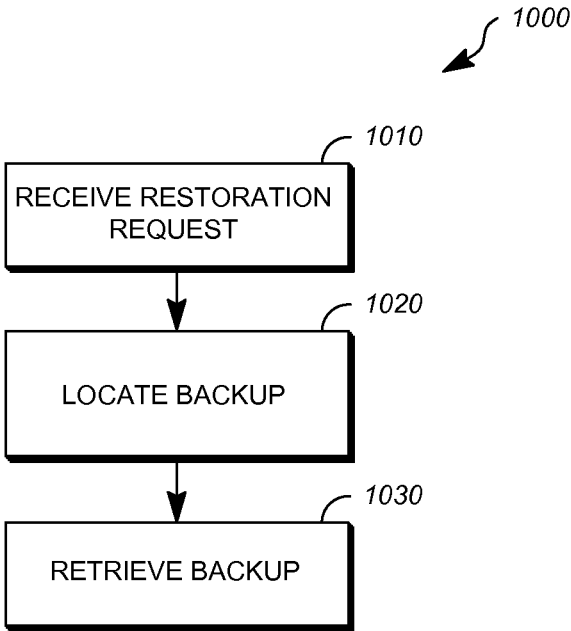 1000
1010
RECEIVE RESTORATION
REQUEST
1020
LOCATE BACKUP
1030
RETRIEVE BACKUP